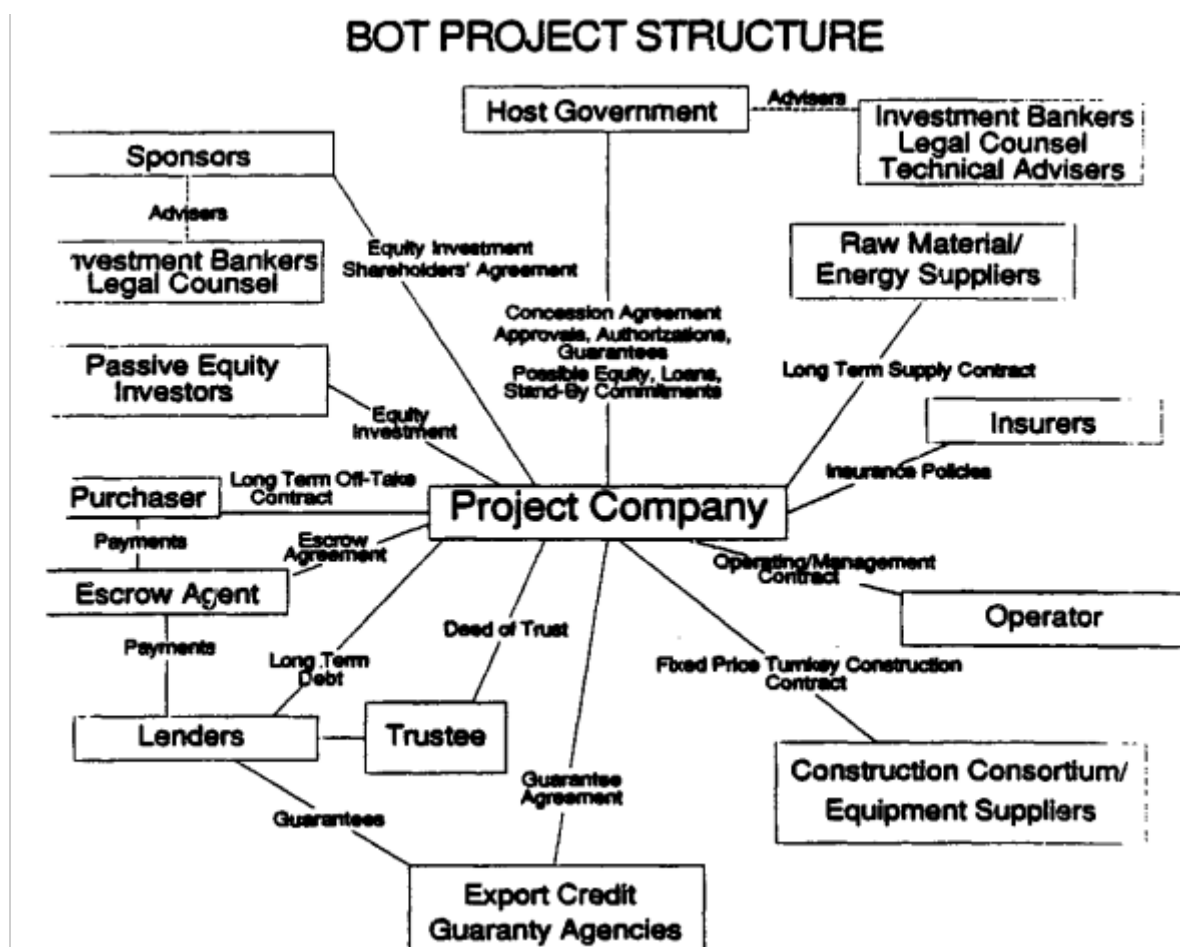 BOT PROJECT STRUCTURE
Host Government
Advisers
Investment Bankers
Legal Counsel
Technical Advisers
Sponsors
Advisers
Investment Bankers
Legal Counsel
Equity Investment
Shareholders' Agreement
Raw Material/
Energy Suppliers
Concession Agreement
Approvals, Authorizations,
Guarantees
Possible Equity, Loans,
Stand-By Commitments
Long Term Supply Contract
Passive Equity
Investors
Equity
Investment
Insurers
Insurance Policies
Purchaser
Long Term Off-Take
Contract
Project Company
Payments
Escrow
Agreement
Operating/Management
Contract
Escrow Agent
Operator
Payments
Long Term
Debt
Deed of Trust
Fixed Price Turnkey Construction
Contract
Lenders
Trustee
Guarantee
Agreement
Construction Consortium/
Equipment Suppliers
Guarantees
Export Credit
Guaranty Agencies